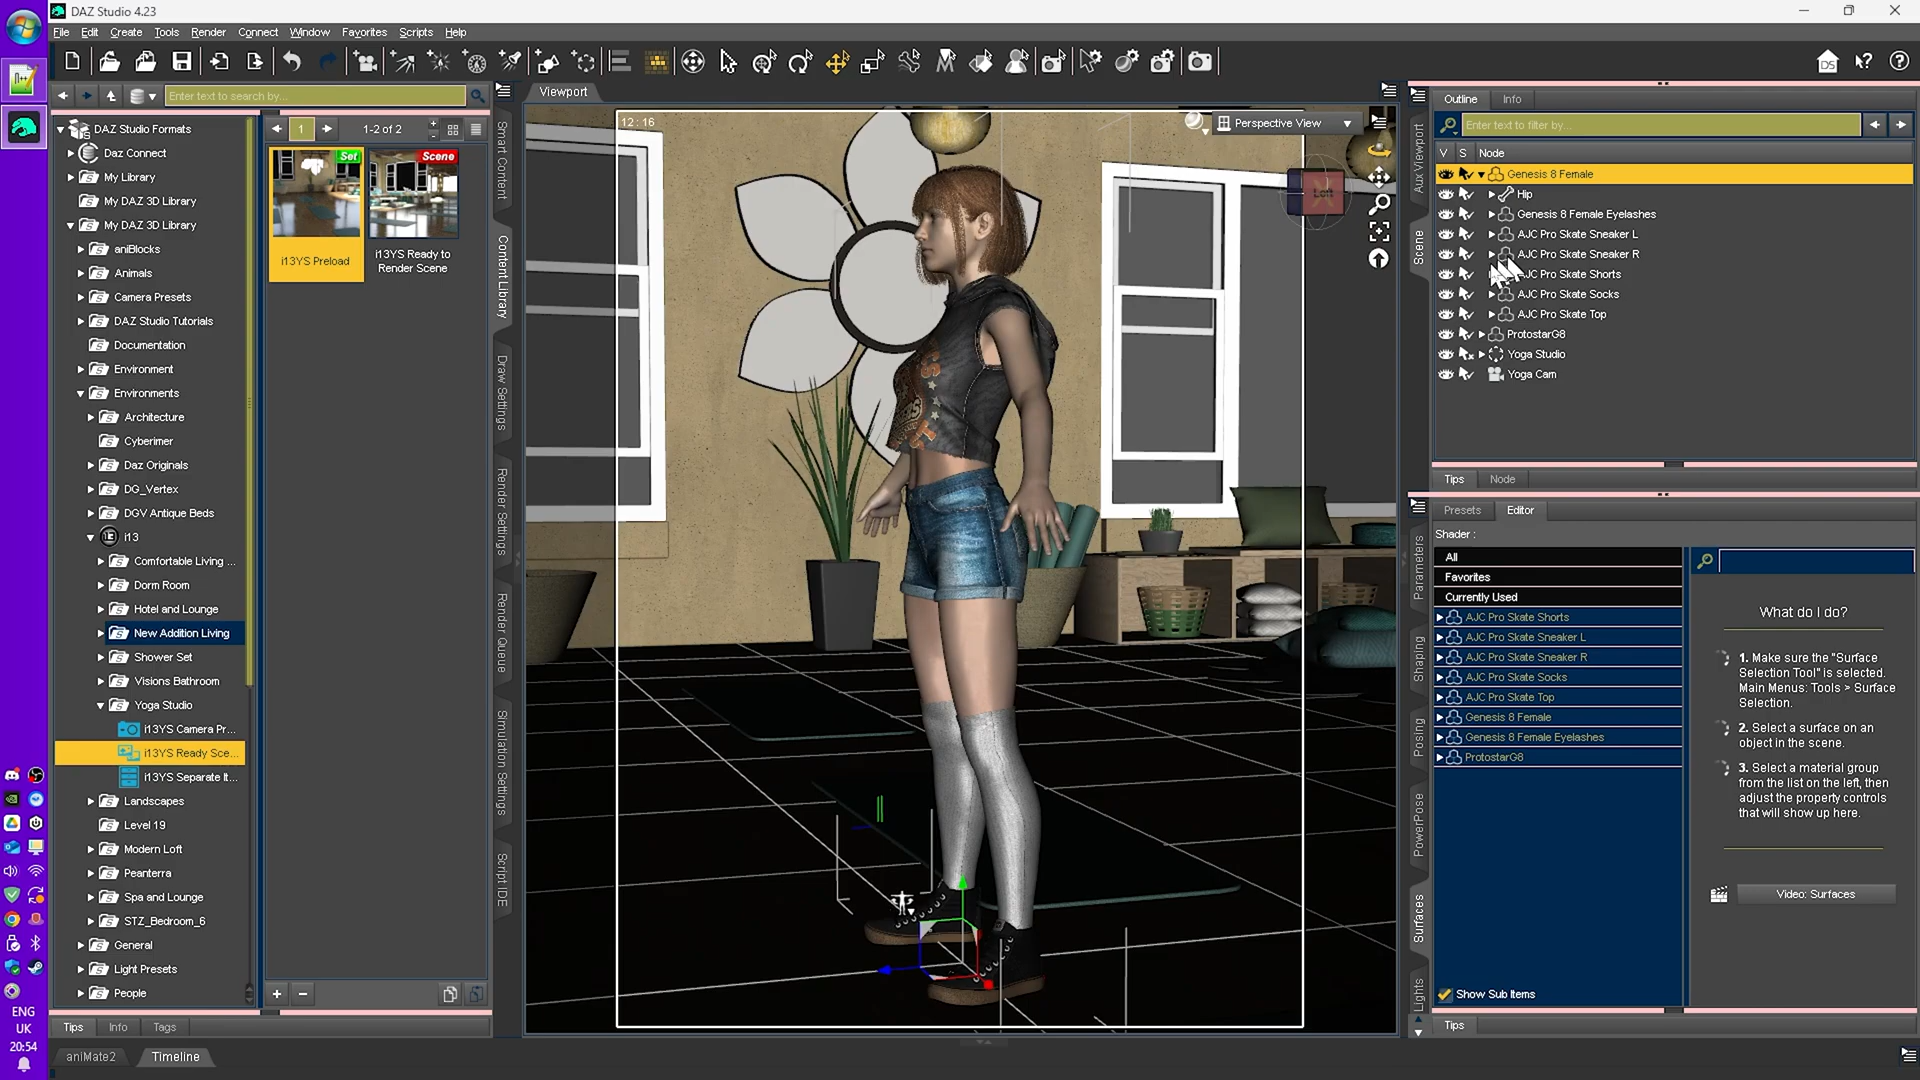 DAZ Studio 4.23
File Edit Create Tools Render Connect Window Favorites Scripts Help
Enter text to search by...
DAZ Studio Formats
Daz Connect
My Library
My DAZ 3D Library
My DAZ 3D Library
aniBlocks
Animals
Camera Presets
DAZ Studio Tutorials
Documentation
Environment
Environments
Architecture
Cyberimer
Daz Originals
DG_Vertex
DGV Antique Beds
i13
Comfortable Living ...
Dorm Room
Hotel and Lounge
New Addition Living
Shower Set
Visions Bathroom
Yoga Studio
i13YS Camera Pr...
i13YS Ready Sce...
i13YS Separate It...
Landscapes
Level 19
Modern Loft
Peanterra
Spa and Lounge
STZ_Bedroom_6
General
Light Presets
People
Tips Info Tags
aniMate2 Timeline
ENG
UK
20:54
1 1-2 of 2
Set
i13YS Preload
Scene
i13YS Ready to
Render Scene
Smart Content
Content Library
Draw Settings
Render Settings
Render Queue
Simulation Settings
Script IDE
Viewport
12 : 16
Perspective View
Left
Aux Viewport
Scene
Outline Info
Enter text to filter by...
V S Node
Genesis 8 Female
Hip
Genesis 8 Female Eyelashes
AJC Pro Skate Sneaker L
AJC Pro Skate Sneaker R
AJC Pro Skate Shorts
AJC Pro Skate Socks
AJC Pro Skate Top
ProtostarG8
Yoga Studio
Yoga Cam
Tips Node
Parameters
Shaping
Posing
PowerPose
Surfaces
Lights
Presets Editor
Shader :
All
Favorites
Currently Used
AJC Pro Skate Shorts
AJC Pro Skate Sneaker L
AJC Pro Skate Sneaker R
AJC Pro Skate Socks
AJC Pro Skate Top
Genesis 8 Female
Genesis 8 Female Eyelashes
ProtostarG8
What do I do?
1. Make sure the "Surface
Selection Tool" is selected.
Main Menus: Tools > Surface
Selection.
2. Select a surface on an
object in the scene.
3. Select a material group
from the list on the left, then
adjust the property controls
that will show up here.
Video: Surfaces
Show Sub Items
Tips